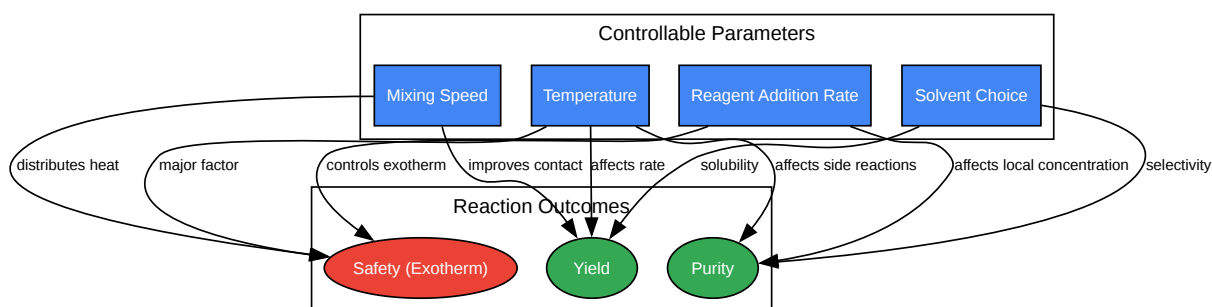 Controllable Parameters
Mixing Speed
Temperature
Reagent Addition Rate
Solvent Choice
distributes heat
major factor
controls exotherm
improves contact
affects rate
solubility
affects side reactions
affects local concentration
selectivity
Reaction Outcomes
Safety (Exotherm)
Yield
Purity